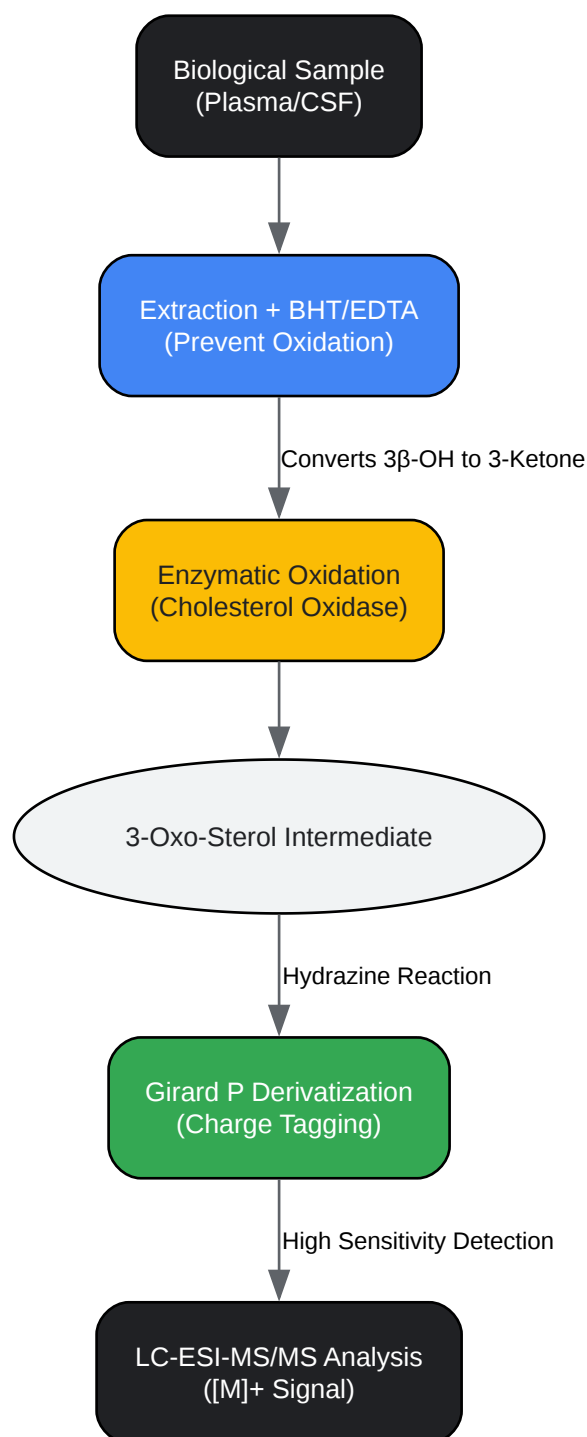 Biological Sample
(Plasma/CSF)
Extraction + BHT/EDTA
(Prevent Oxidation)
Converts 3β-OH to 3-Ketone
Enzymatic Oxidation
(Cholesterol Oxidase)
3-Oxo-Sterol Intermediate
Hydrazine Reaction
Girard P Derivatization
(Charge Tagging)
High Sensitivity Detection
LC-ESI-MS/MS Analysis
([M]+ Signal)